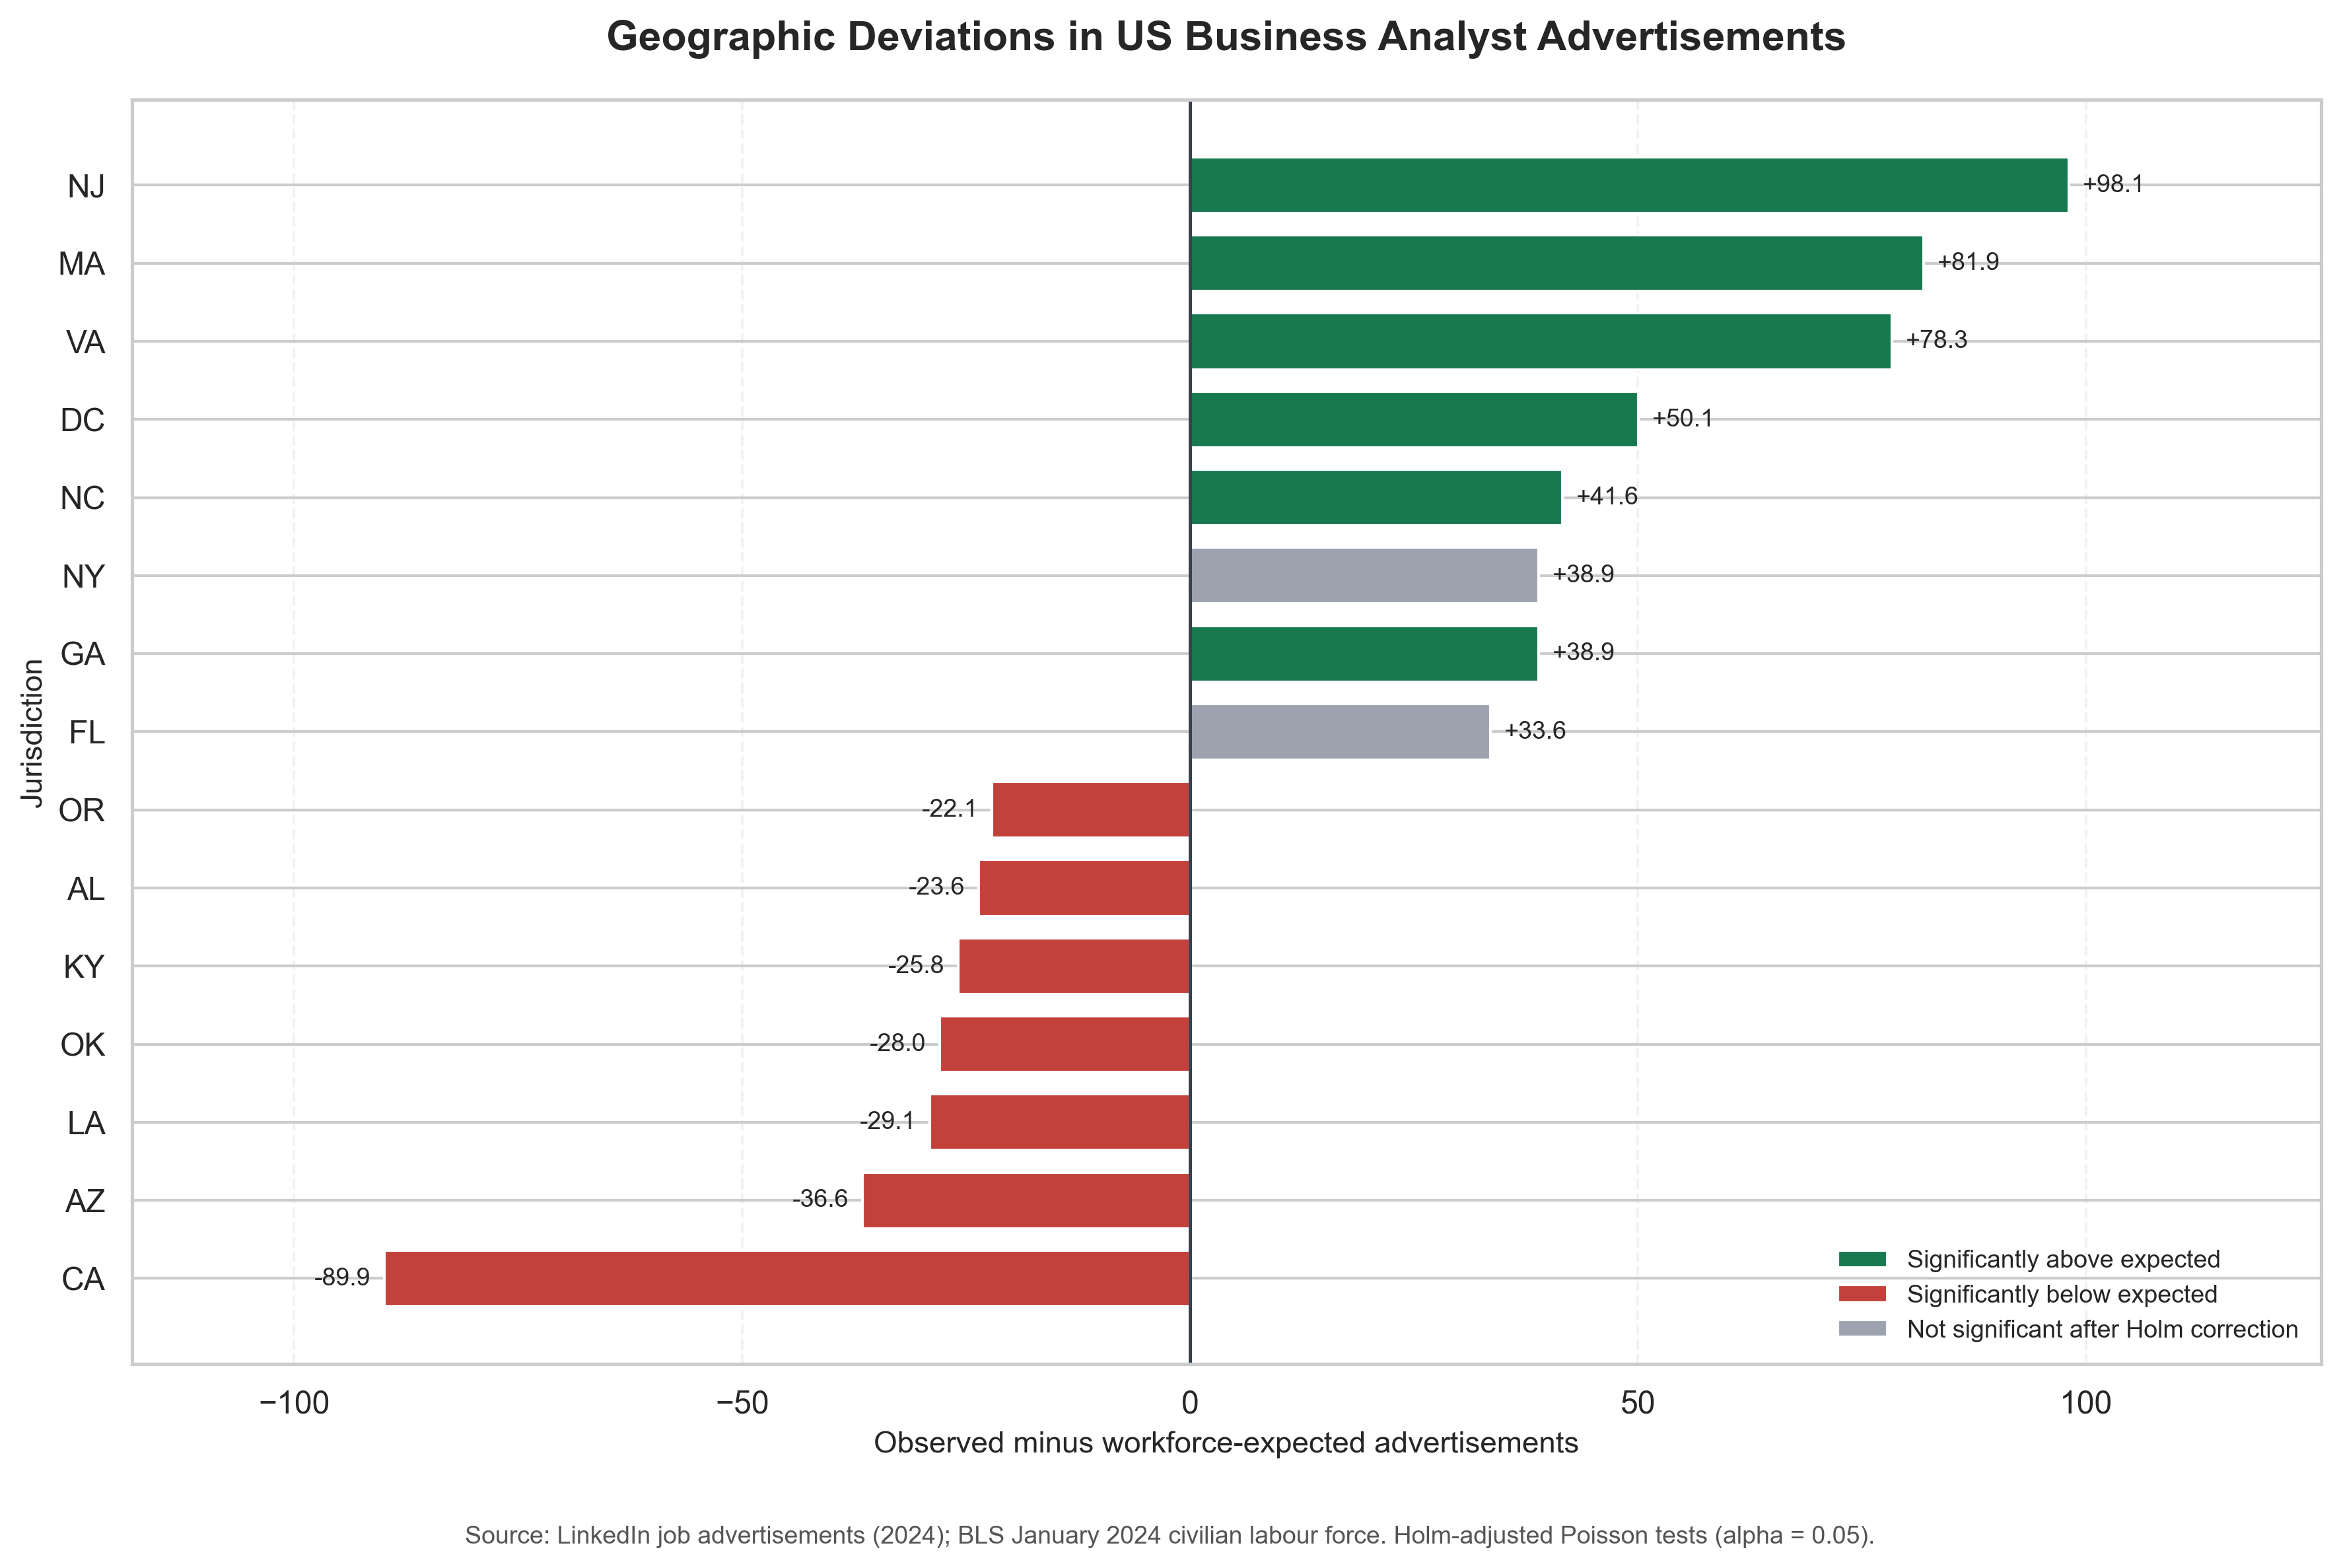 Geographic Deviations in US Business Analyst Advertisements
Jurisdiction
NJ +98.1
MA +81.9
VA +78.3
DC +50.1
NC +41.6
NY +38.9
GA +38.9
FL +33.6
OR -22.1
AL -23.6
KY -25.8
OK -28.0
LA -29.1
AZ -36.6
CA -89.9
Significantly above expected
Significantly below expected
Not significant after Holm correction
−100 −50 0 50 100
Observed minus workforce-expected advertisements
Source: LinkedIn job advertisements (2024); BLS January 2024 civilian labour force. Holm-adjusted Poisson tests (alpha = 0.05).